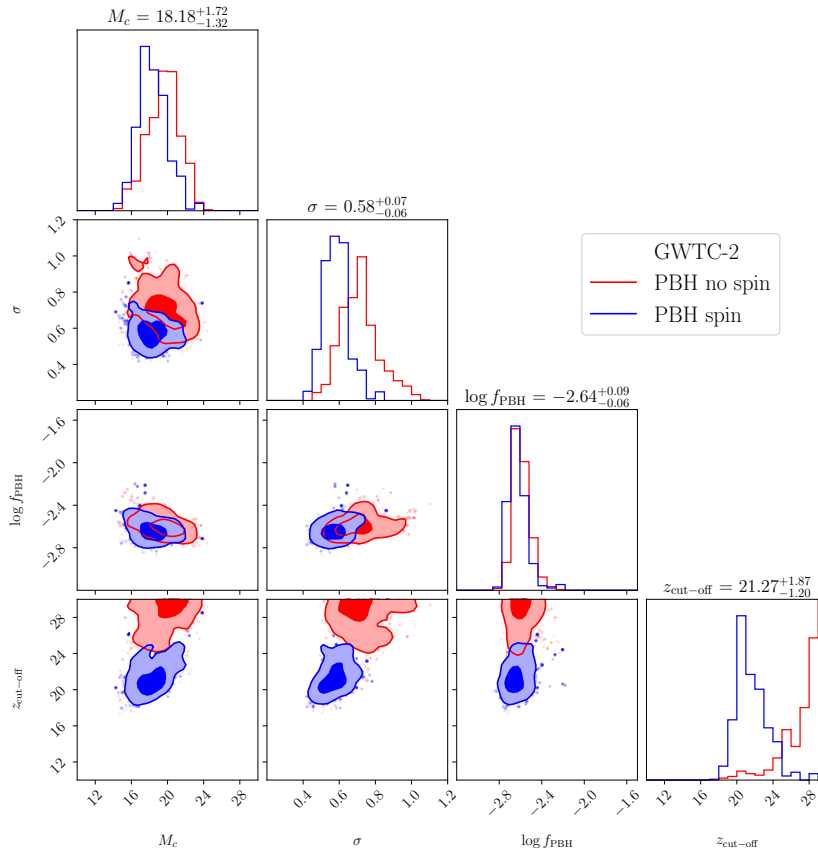 M_c = 18.18^{+1.72}_{-1.32}
σ = 0.58^{+0.07}_{-0.06}
GWTC-2
PBH no spin
PBH spin
log f_PBH = −2.64^{+0.09}_{-0.06}
z_cut−off = 21.27^{+1.87}_{-1.20}
σ
1.2
1.0
0.8
0.6
0.4
log f_PBH
−1.6
−2.0
−2.4
−2.8
z_cut−off
28
24
20
16
12
12 20 24 28
0.4 0.6 0.8 1.0 1.2
−2.8 −2.4 −2.0 −1.6
12 16 20 24 28
M_c
σ
log f_PBH
z_cut−off